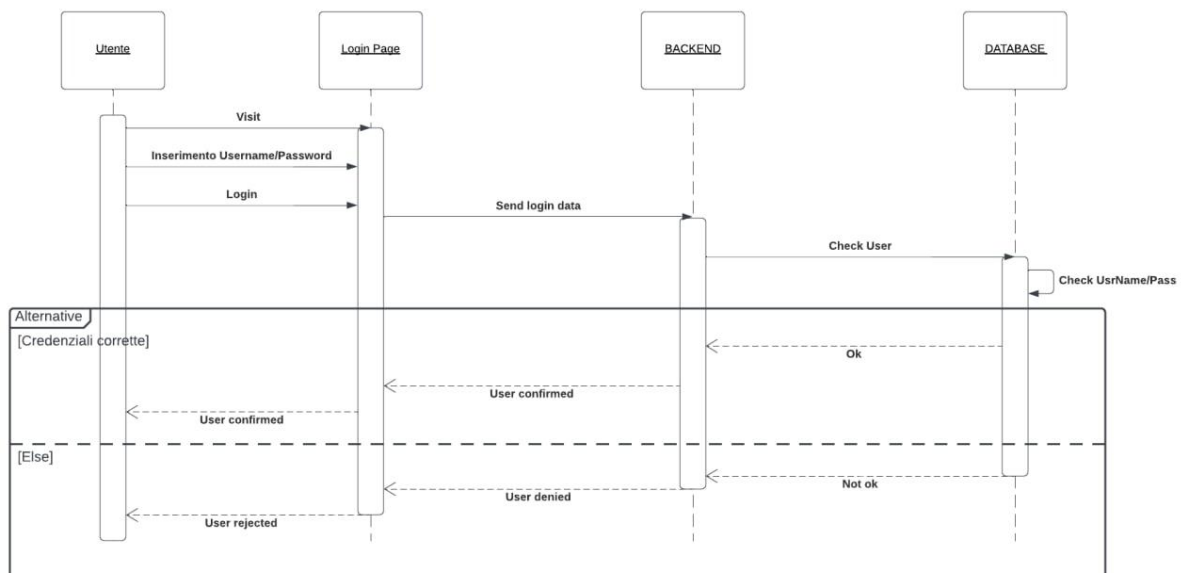 Utente
Login Page
BACKEND
DATABASE
Visit
Inserimento Username/Password
Login
Send login data
Check User
Check UsrName/Pass
Alternative
[Credenziali corrette]
Ok
User confirmed
User confirmed
[Else]
Not ok
User denied
User rejected